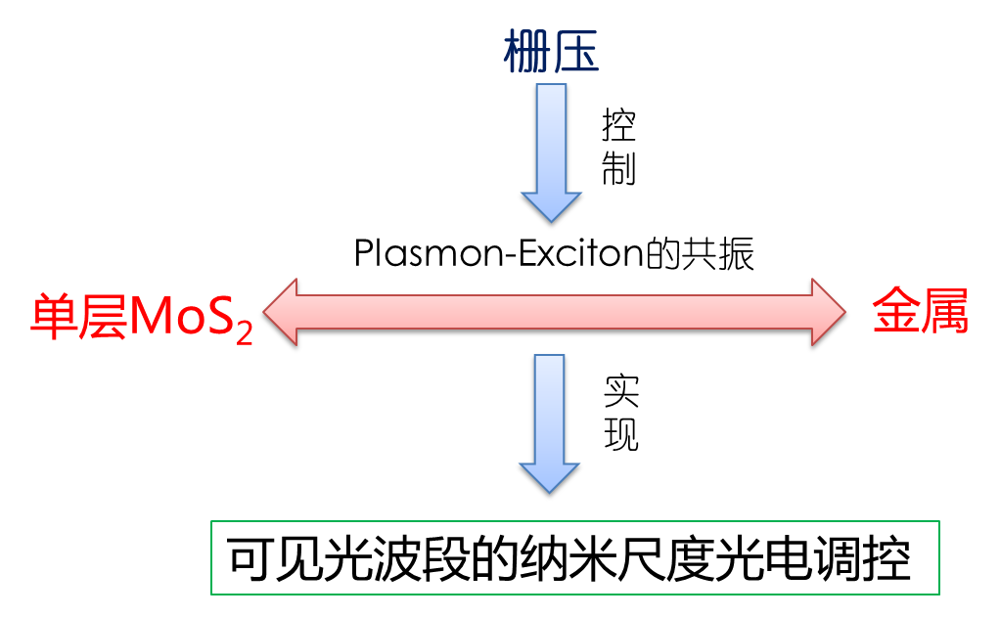 栅压
控
制
Plasmon-Exciton的共振
单层MoS₂
金属
实
现
可见光波段的纳米尺度光电调控